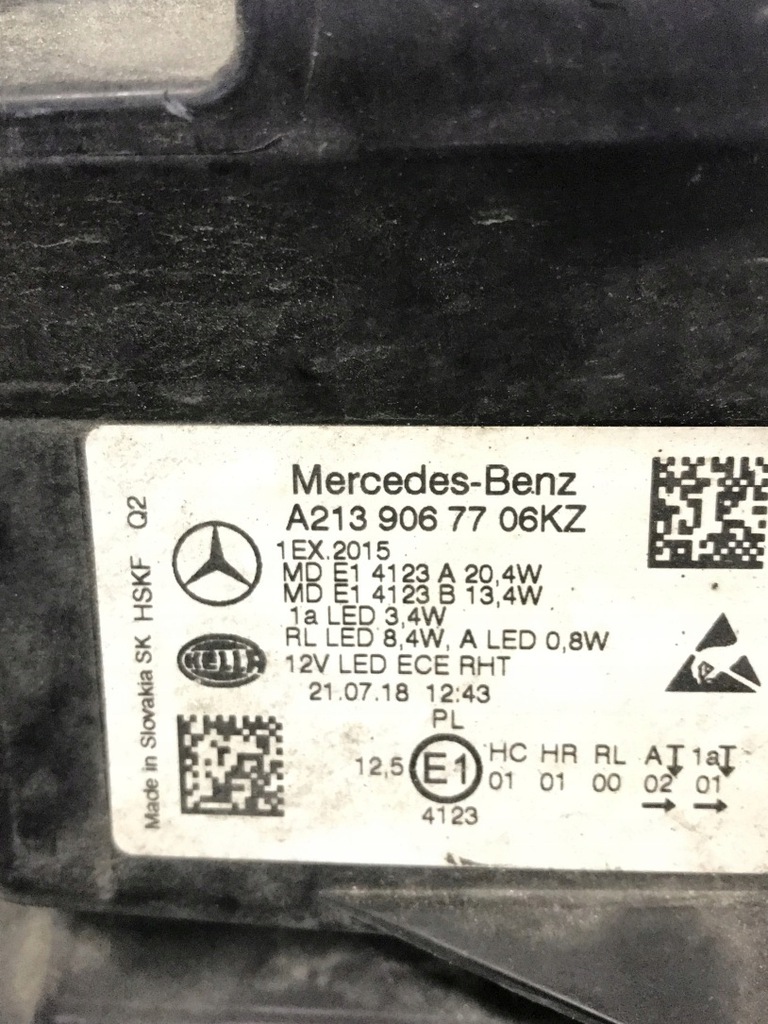 Mercedes-Benz
A213 906 77 06KZ
1EX.2015
MD E1 4123 A 20,4W
MD E1 4123 B 13,4W
1a LED 3,4W
RL LED 8,4W, A LED 0,8W
12V LED ECE RHT
21.07.18 12:43
PL
12,5 E1 HC HR RL A 1a
01 01 00 02 01
4123
HELLA
Made in Slovakia SK HSKF Q2